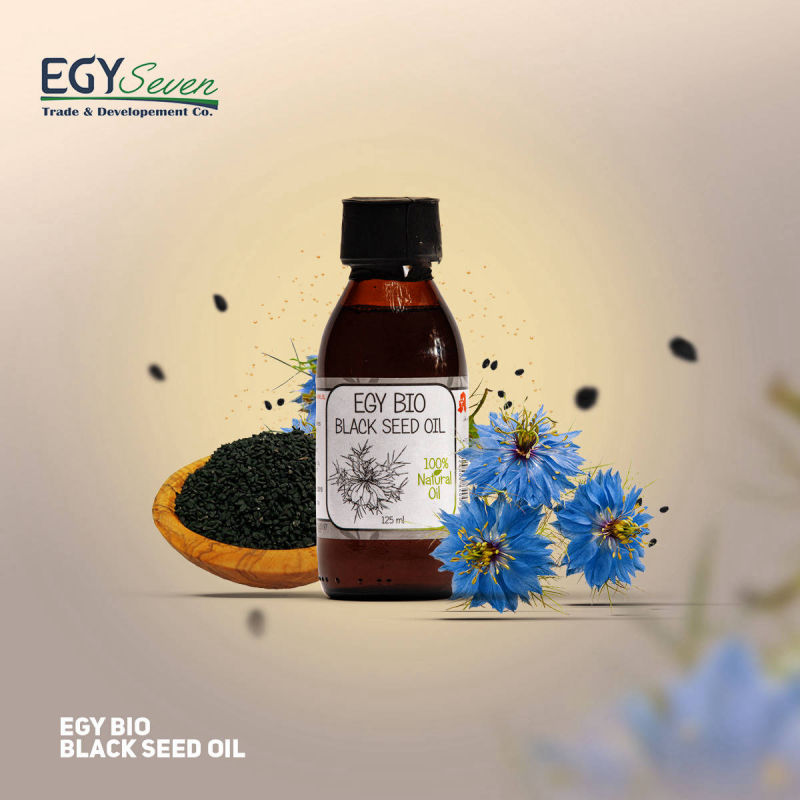 EGY Seven
Trade & Developement Co.
EGY BIO
BLACK SEED OIL
100%
Natural
Oil
125 ml
EGY BIO
BLACK SEED OIL